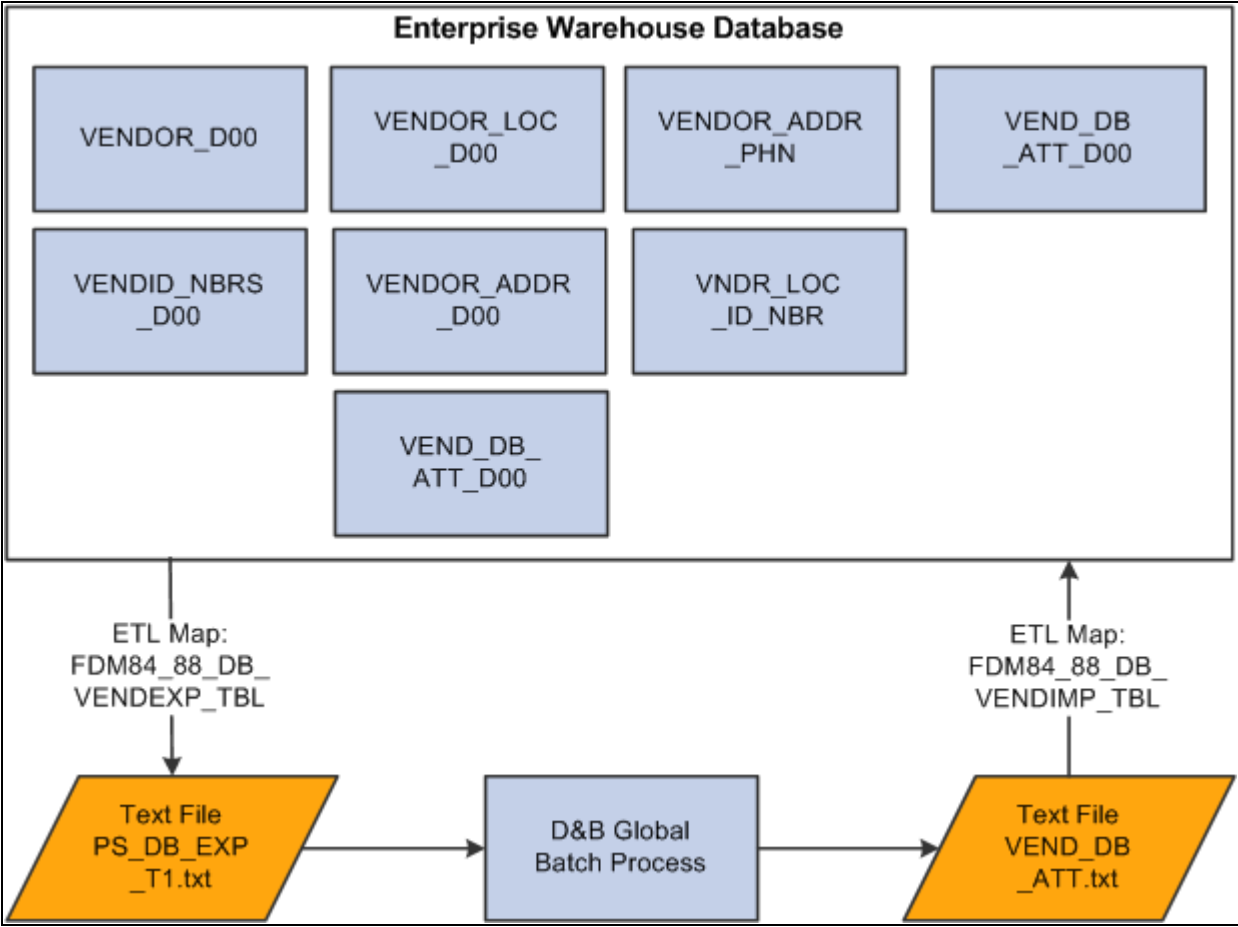 Enterprise Warehouse Database
VENDOR_D00
VENDOR_LOC
_D00
VENDOR_ADDR
_PHN
VEND_DB
_ATT_D00
VENDID_NBRS
_D00
VENDOR_ADDR
_D00
VNDR_LOC
_ID_NBR
VEND_DB_
ATT_D00
ETL Map:
FDM84_88_DB_
VENDEXP_TBL
ETL Map:
FDM84_88_DB_
VENDIMP_TBL
Text File
PS_DB_EXP
_T1.txt
D&B Global
Batch Process
Text File
VEND_DB
_ATT.txt